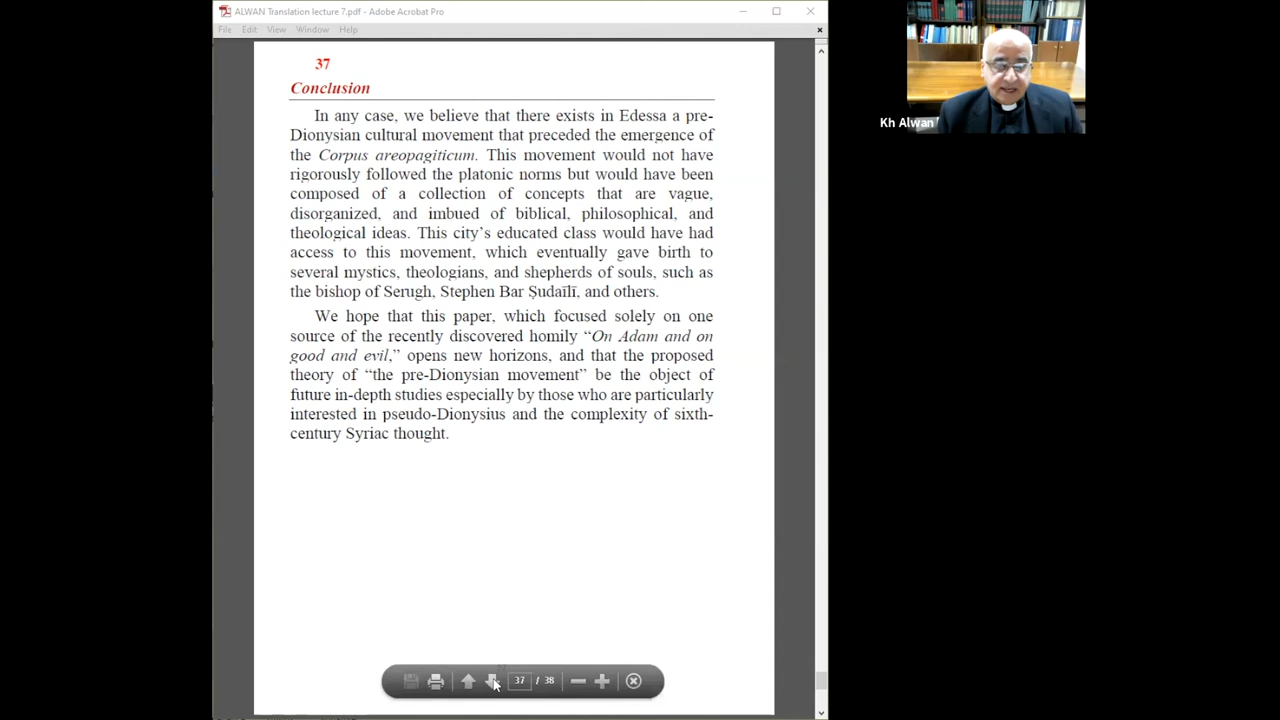 ALWAN Translation lecture 7.pdf - Adobe Acrobat Pro
File Edit View Window Help
37
Conclusion
In any case, we believe that there exists in Edessa a pre-
Dionysian cultural movement that preceded the emergence of
the Corpus areopagiticum. This movement would not have
rigorously followed the platonic norms but would have been
composed of a collection of concepts that are vague,
disorganized, and imbued of biblical, philosophical, and
theological ideas. This city’s educated class would have had
access to this movement, which eventually gave birth to
several mystics, theologians, and shepherds of souls, such as
the bishop of Serugh, Stephen Bar Ṣudaīlī, and others.
We hope that this paper, which focused solely on one
source of the recently discovered homily “On Adam and on
good and evil,” opens new horizons, and that the proposed
theory of “the pre-Dionysian movement” be the object of
future in-depth studies especially by those who are particularly
interested in pseudo-Dionysius and the complexity of sixth-
century Syriac thought.
37 / 38
Kh Alwan